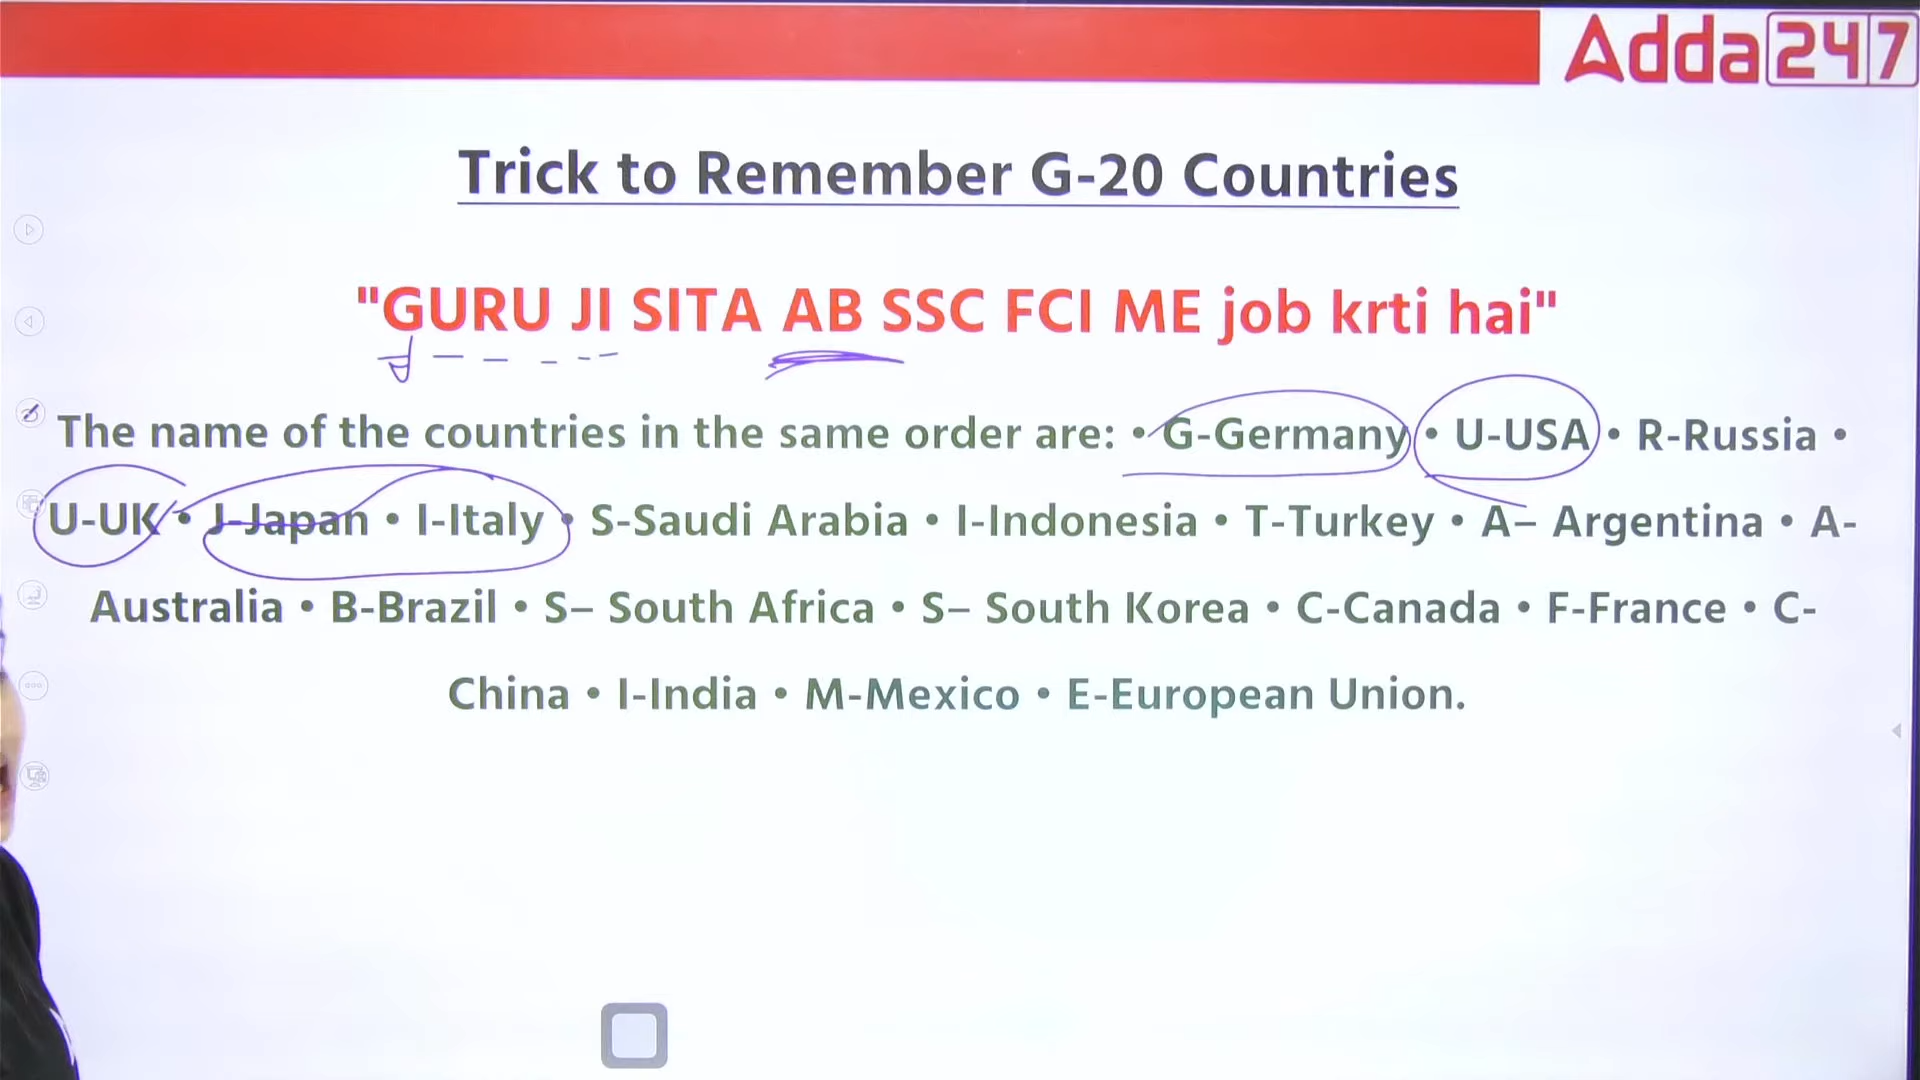 Adda247
Trick to Remember G-20 Countries
"GURU JI SITA AB SSC FCI ME job krti hai"
The name of the countries in the same order are: • G-Germany • U-USA • R-Russia •
U-UK • J-Japan • I-Italy • S-Saudi Arabia • I-Indonesia • T-Turkey • A– Argentina • A-
Australia • B-Brazil • S– South Africa • S– South Korea • C-Canada • F-France • C-
China • I-India • M-Mexico • E-European Union.